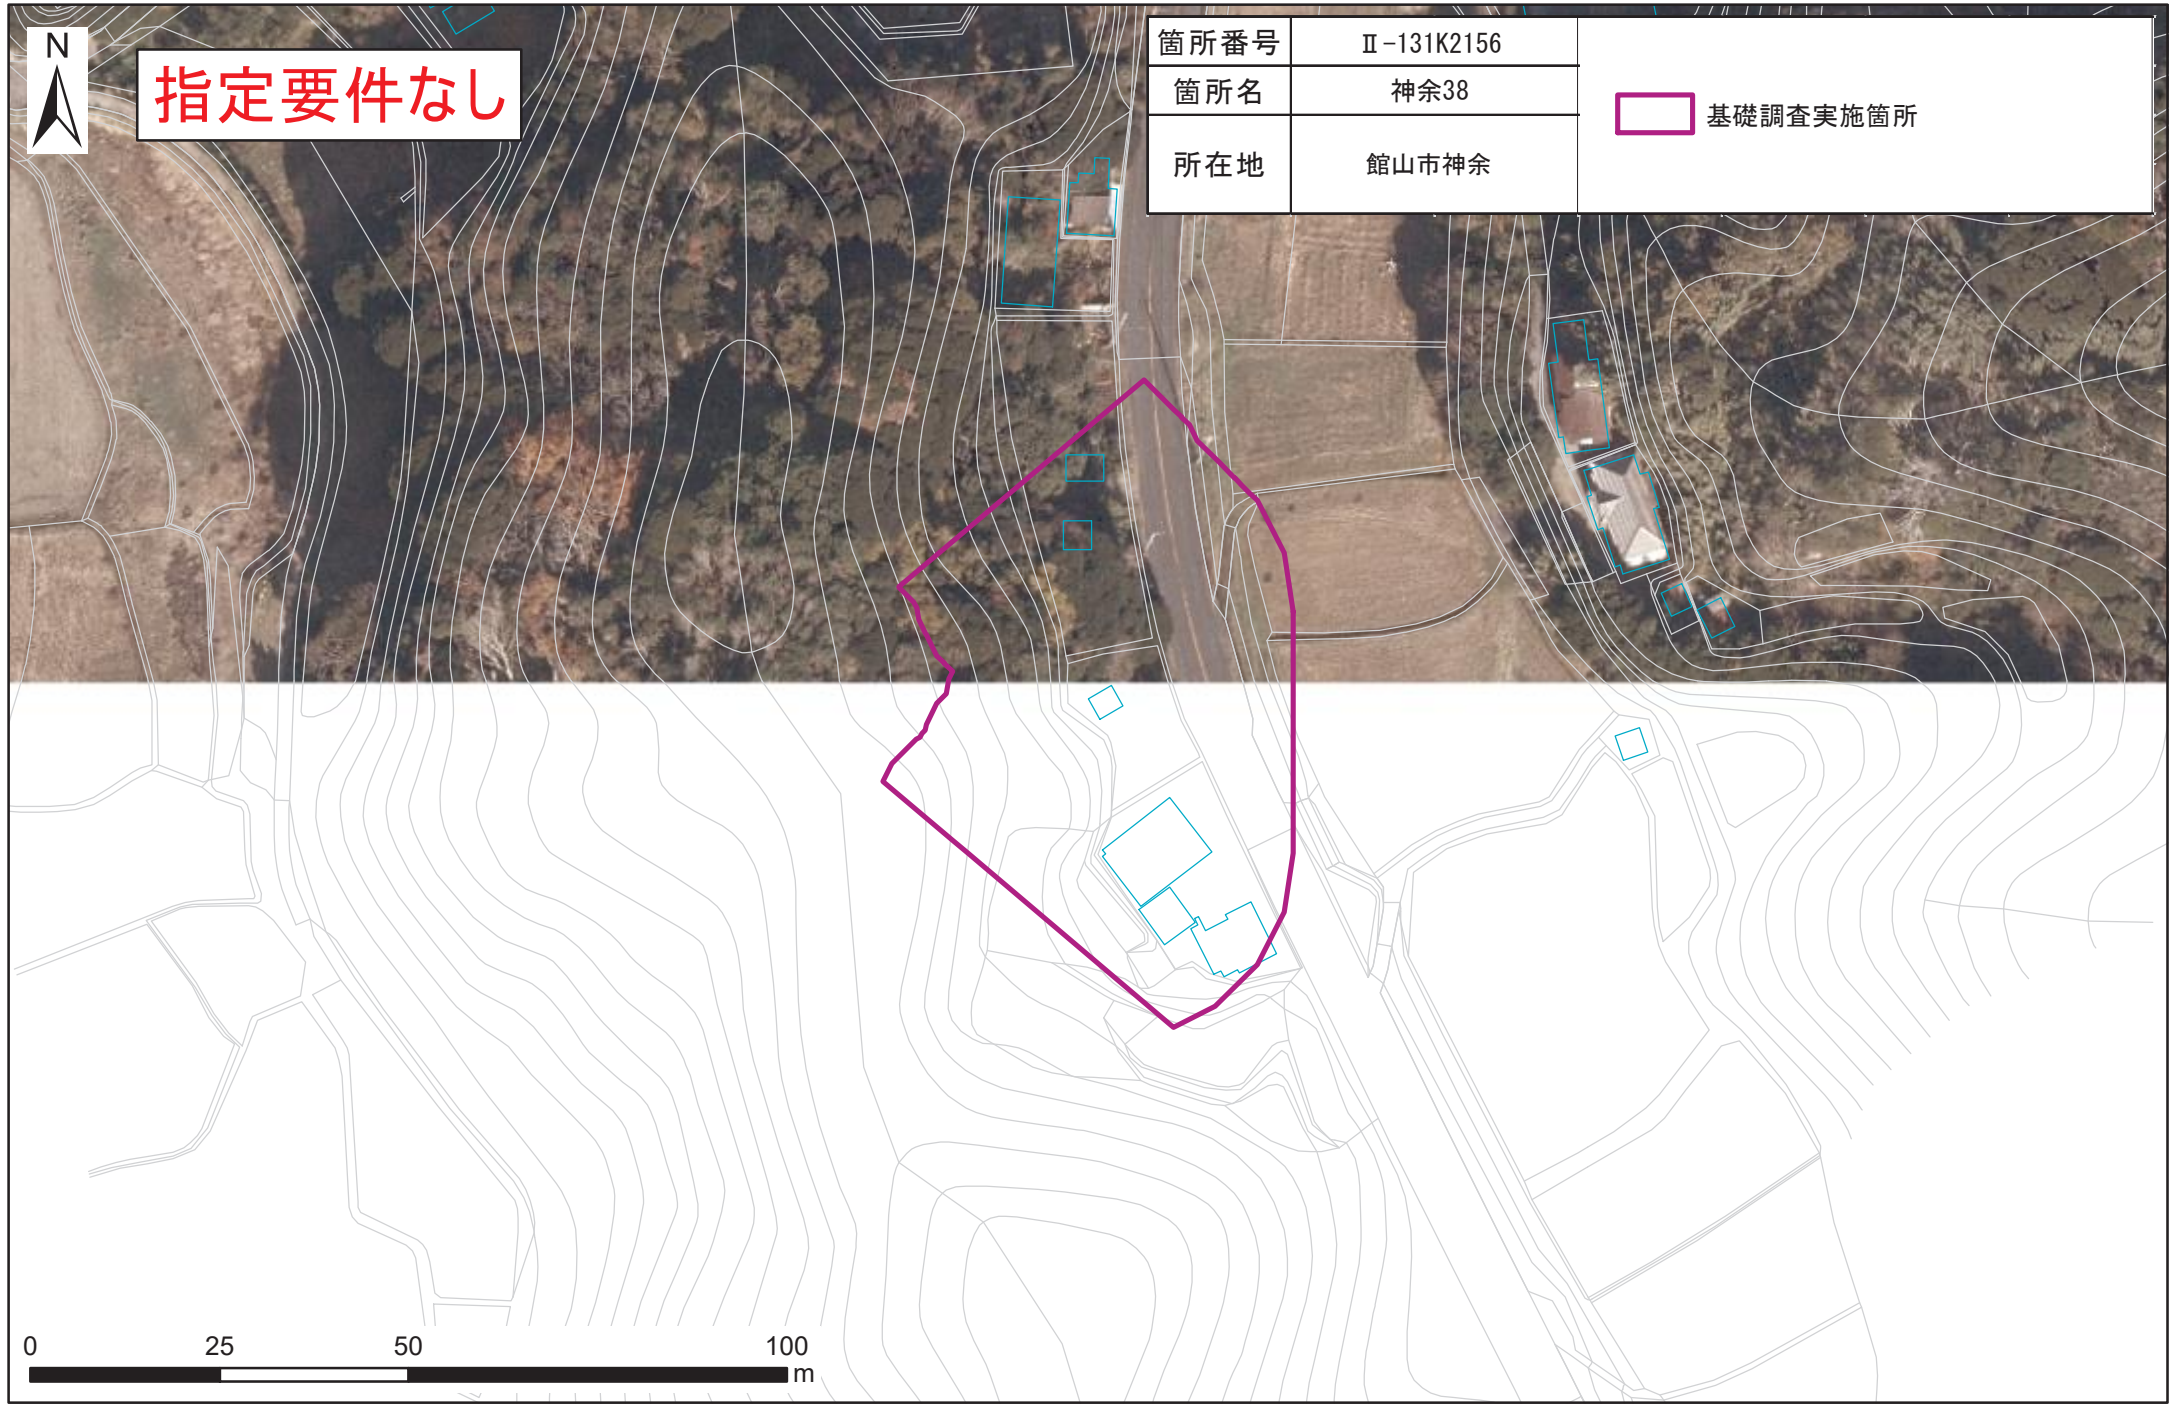 N
指定要件なし
箇所番号 Ⅱ-131K2156
箇所名 神余38
所在地 館山市神余
基礎調査実施箇所
0 25 50 100
m